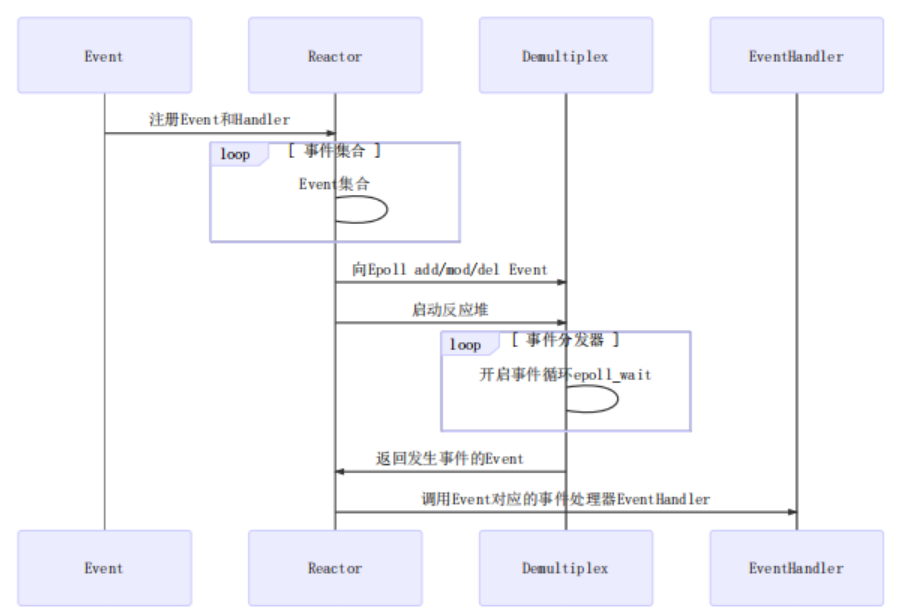 Event
Reactor
Demultiplex
EventHandler
注册Event和Handler
loop
[ 事件集合 ]
Event集合
向Epoll add/mod/del Event
启动反应堆
loop
[ 事件分发器 ]
开启事件循环epoll_wait
返回发生事件的Event
调用Event对应的事件处理器EventHandler
Event
Reactor
Demultiplex
EventHandler